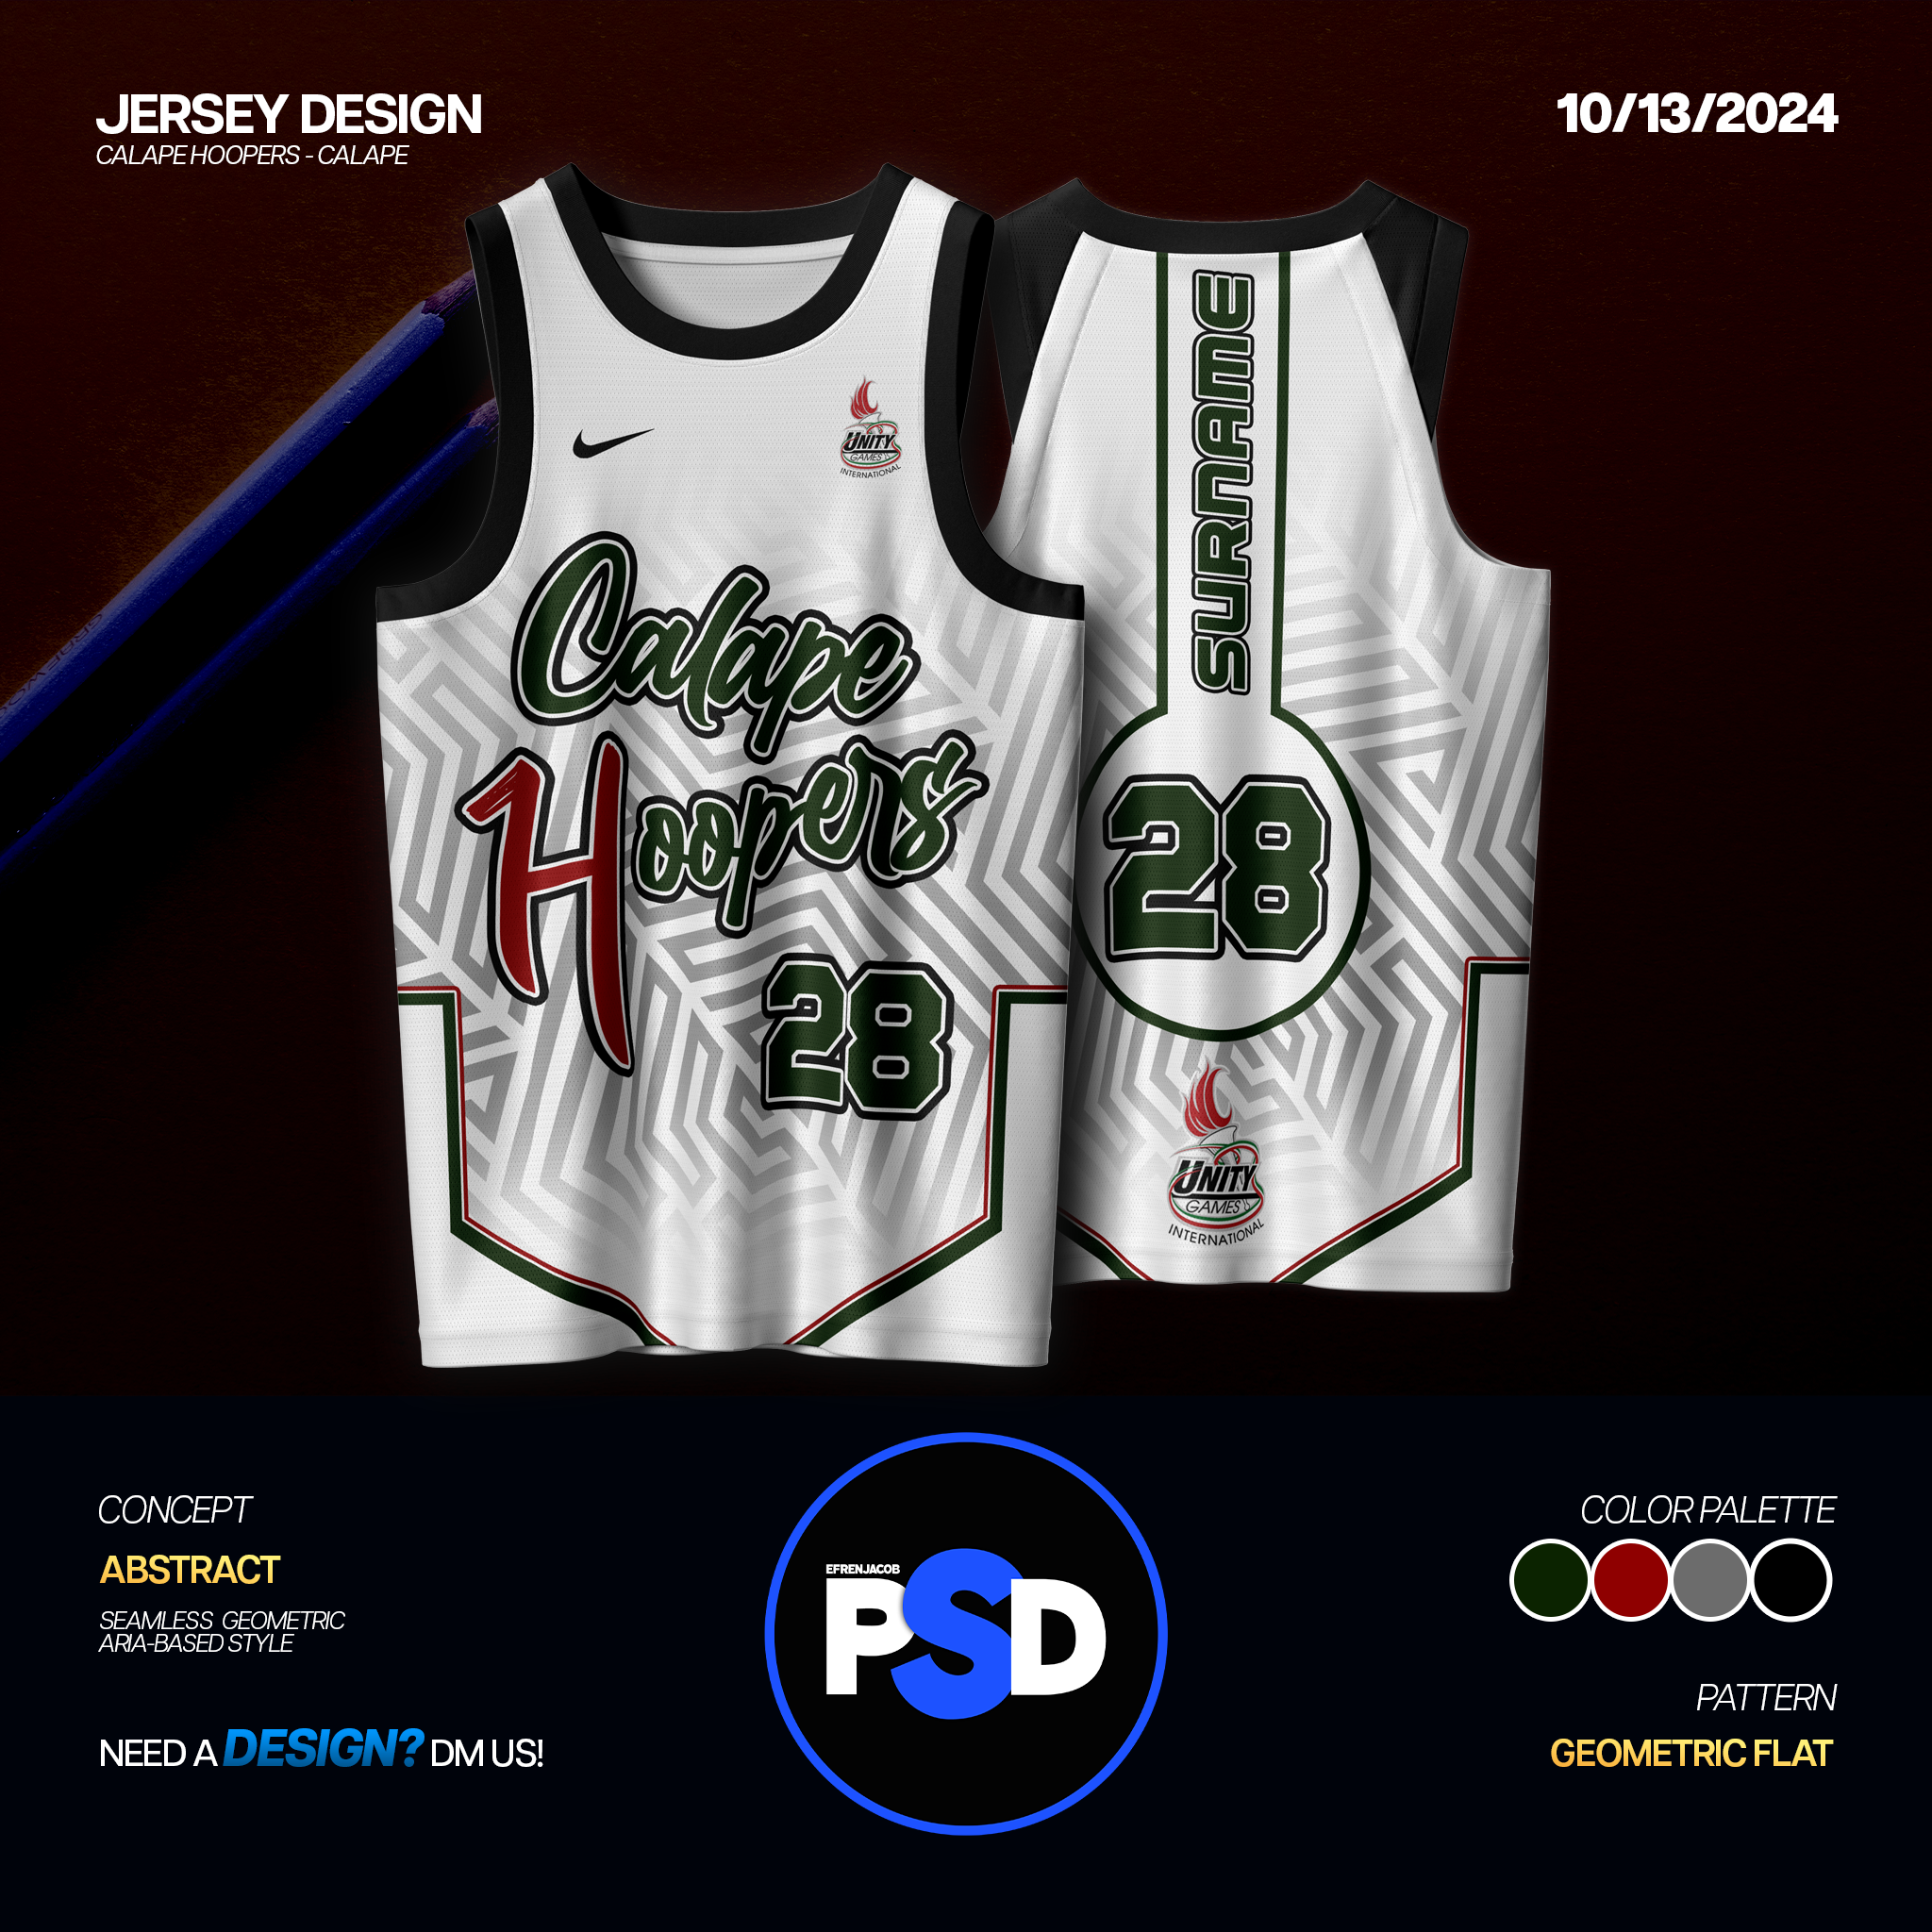 JERSEY DESIGN
CALAPE HOOPERS - CALAPE
10/13/2024
UNITY
GAMES
INTERNATIONAL
Calape
Hoopers
28
SURNAME
28
UNITY
GAMES
INTERNATIONAL
CONCEPT
ABSTRACT
SEAMLESS GEOMETRIC
ARIA-BASED STYLE
NEED A DESIGN? DM US!
EFRENJACOB
PSD
COLOR PALETTE
PATTERN
GEOMETRIC FLAT